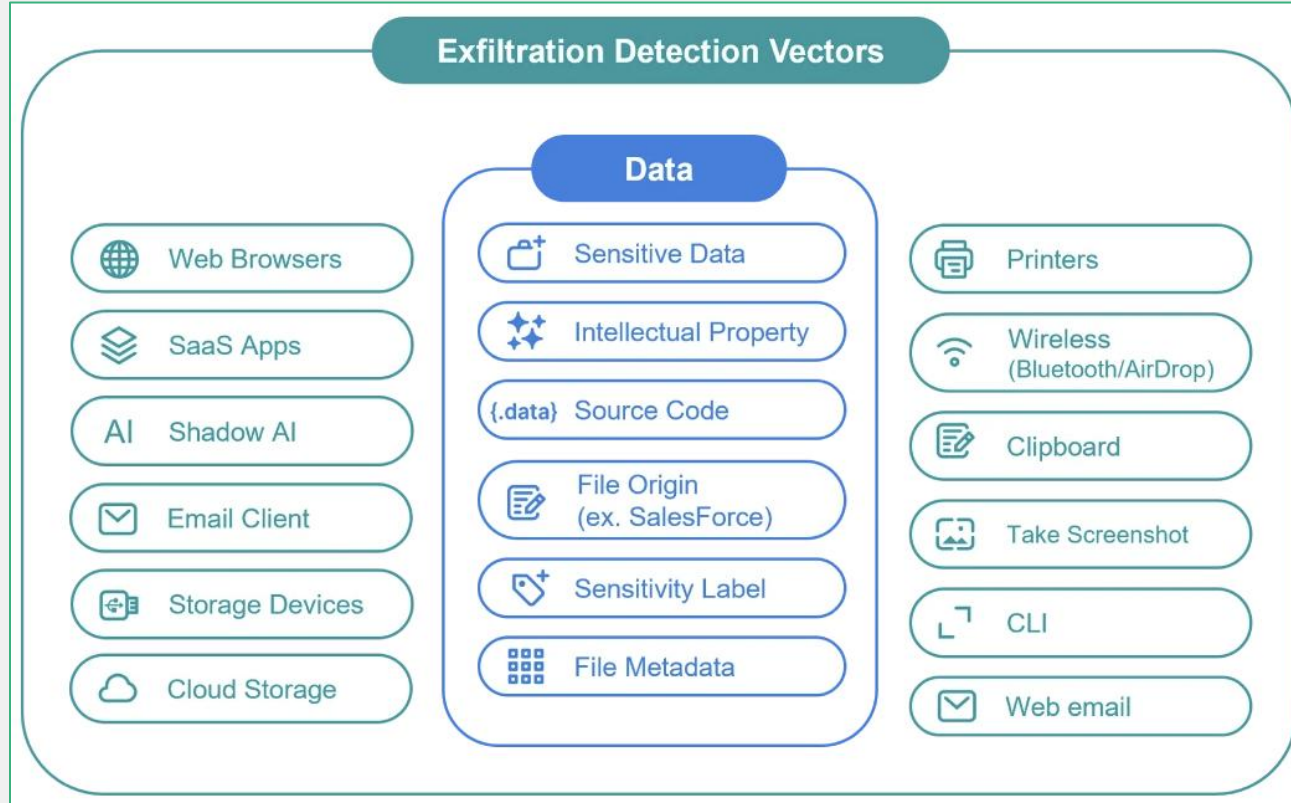 Exfiltration Detection Vectors
Web Browsers
SaaS Apps
AI Shadow AI
Email Client
Storage Devices
Cloud Storage
Data
Sensitive Data
Intellectual Property
{.data} Source Code
File Origin
(ex. SalesForce)
Sensitivity Label
File Metadata
Printers
Wireless
(Bluetooth/AirDrop)
Clipboard
Take Screenshot
CLI
Web email